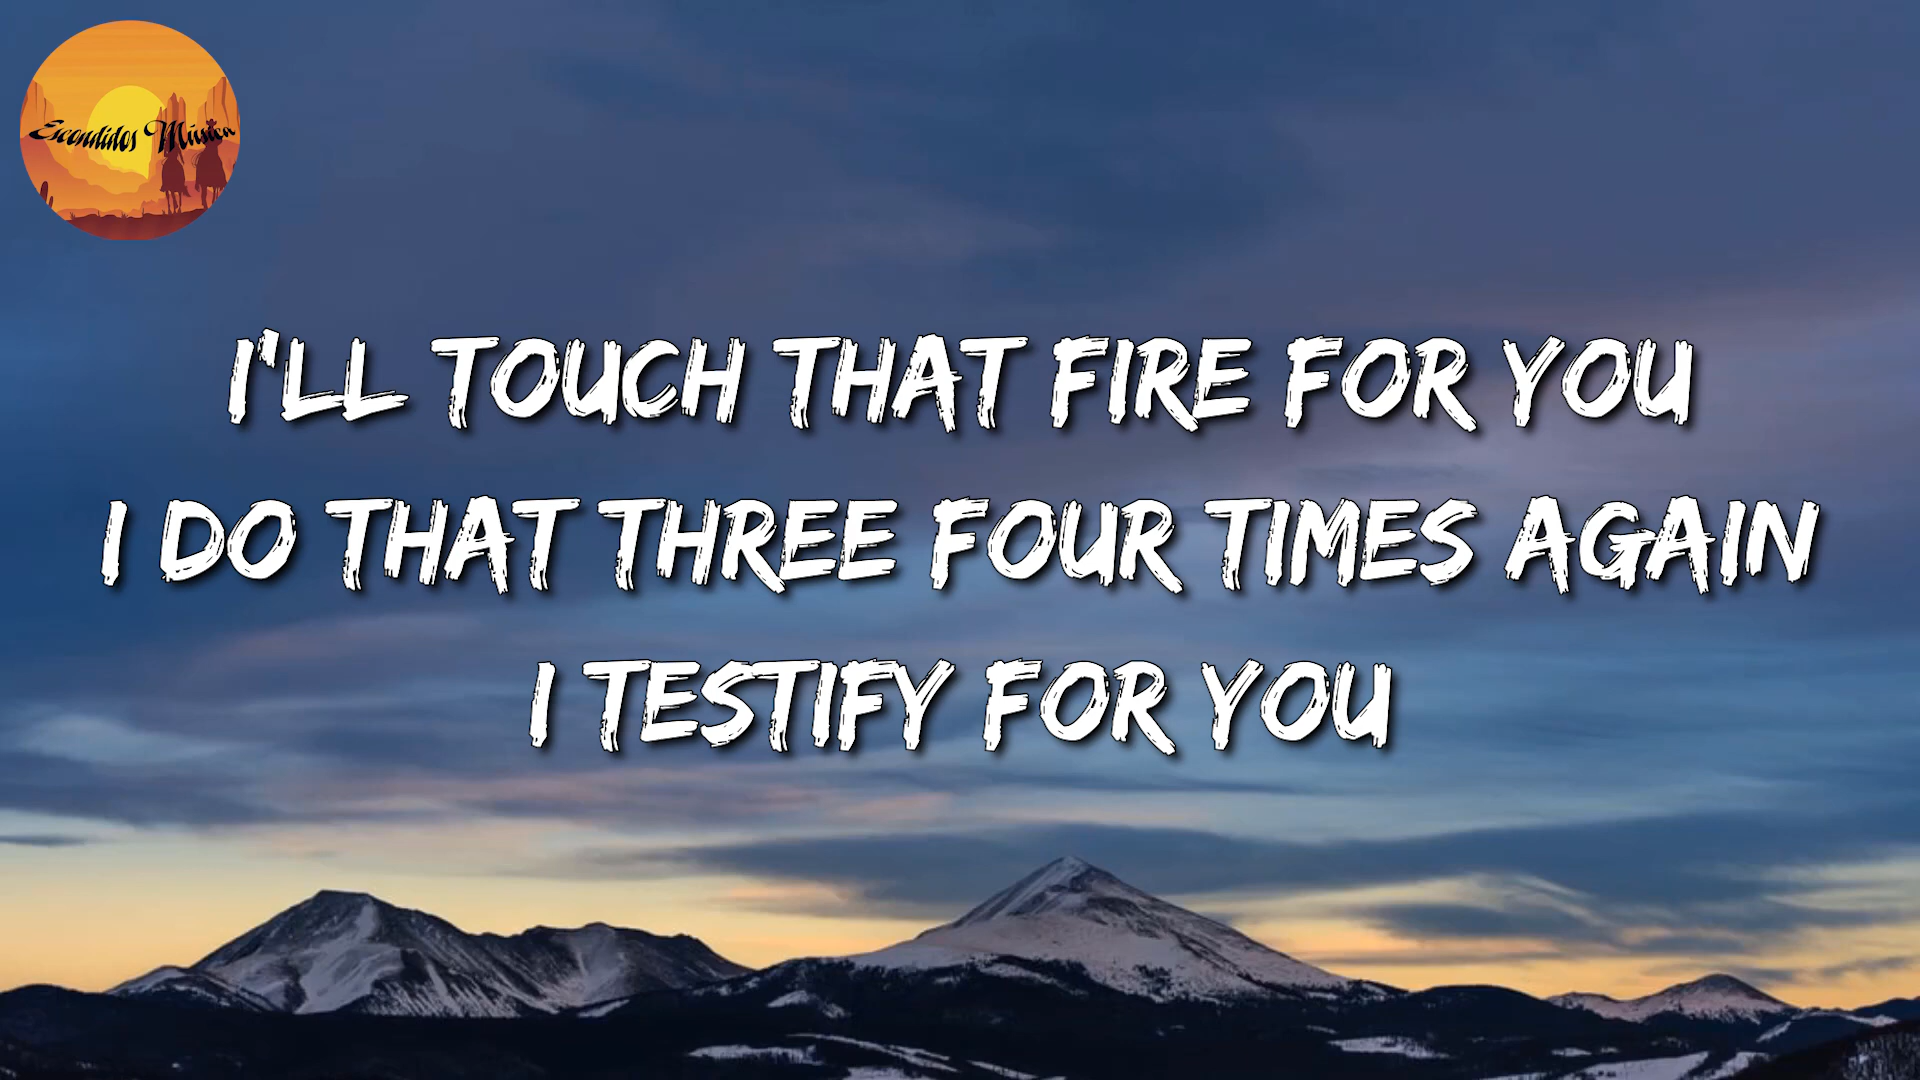 Escondidos Música
I'LL TOUCH THAT FIRE FOR YOU
I DO THAT THREE FOUR TIMES AGAIN
I TESTIFY FOR YOU